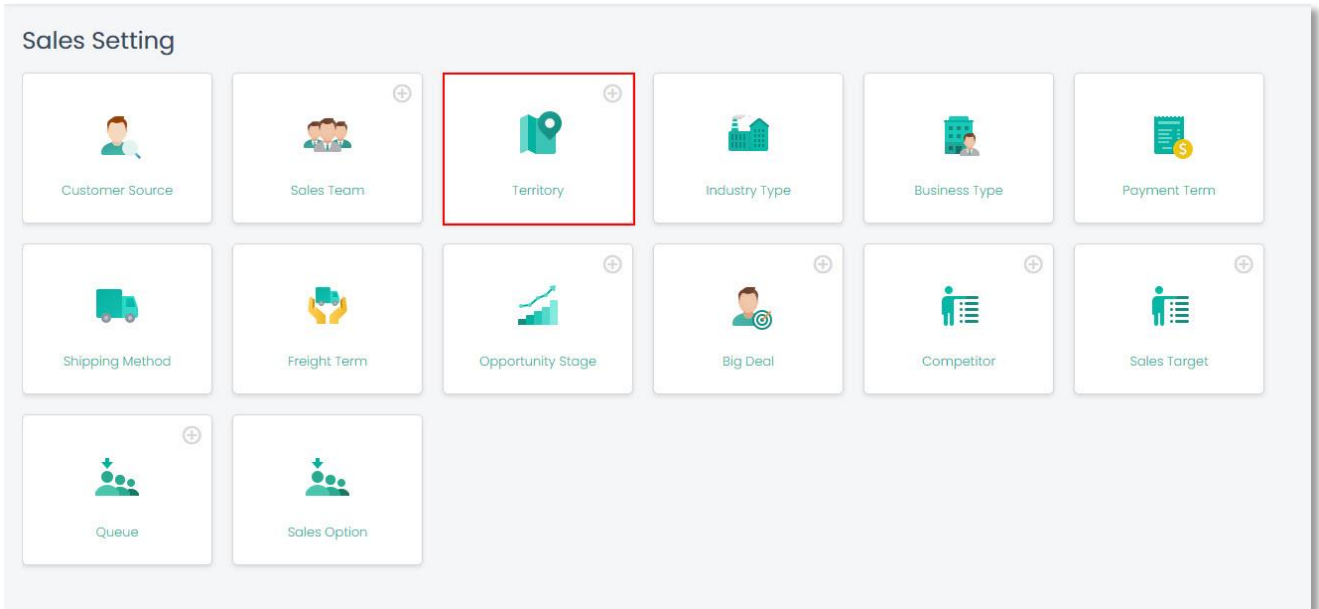 Sales Setting
Customer Source
Sales Team
Territory
Industry Type
Business Type
Payment Term
Shipping Method
Freight Term
Opportunity Stage
Big Deal
Competitor
Sales Target
Queue
Sales Option